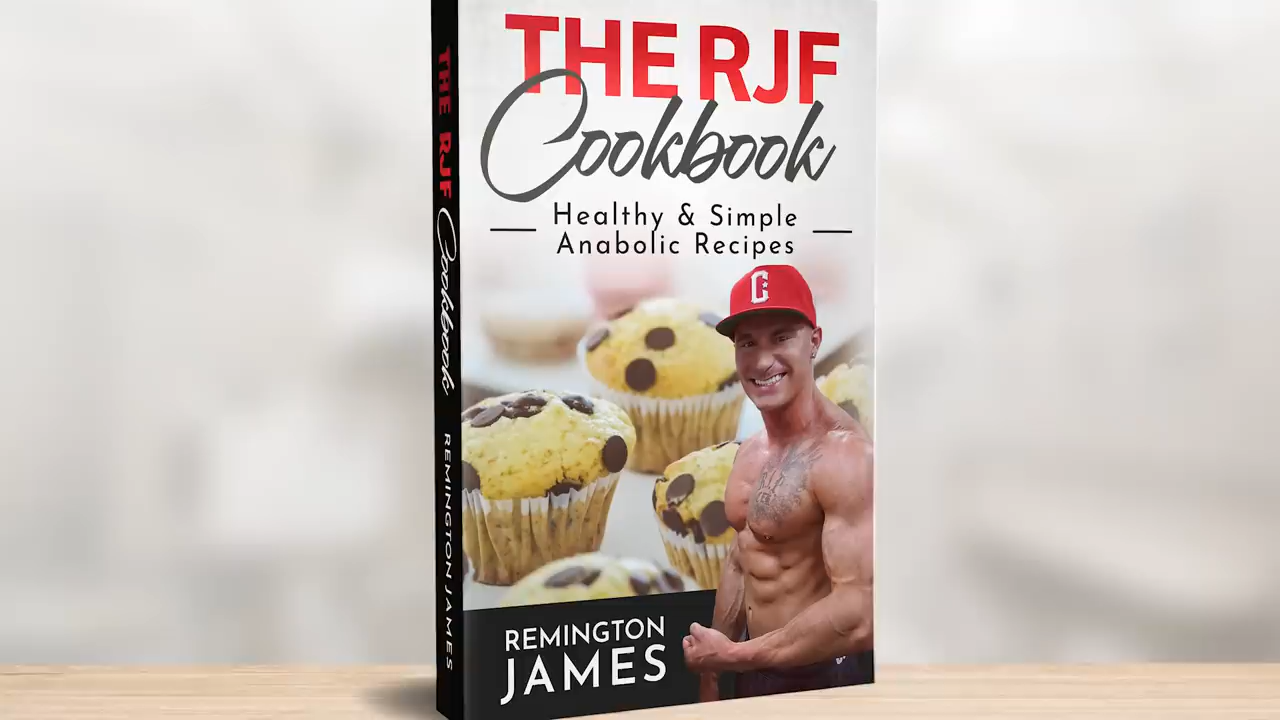 THE RJF
Cookbook
Healthy & Simple
Anabolic Recipes
REMINGTON
JAMES
THE RJF Cookbook REMINGTON JAMES